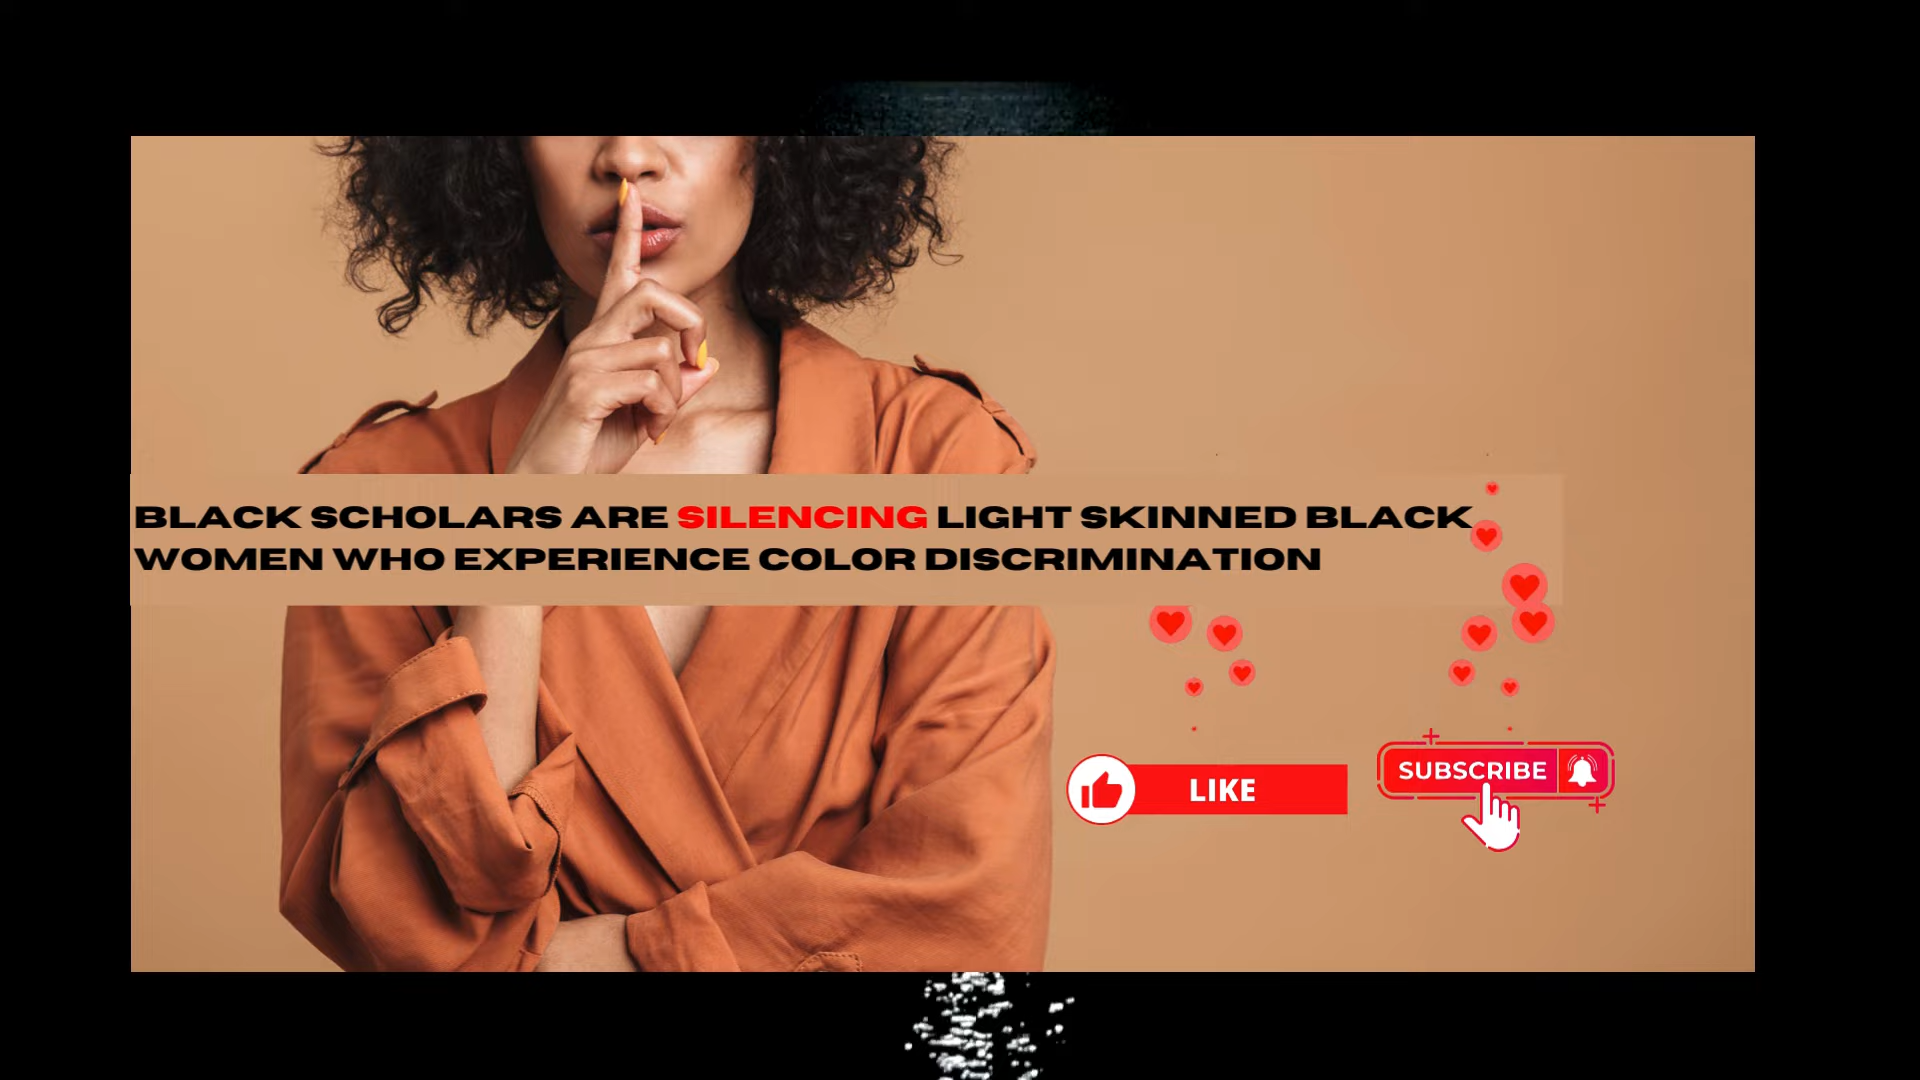 BLACK SCHOLARS ARE SILENCING LIGHT SKINNED BLACK
WOMEN WHO EXPERIENCE COLOR DISCRIMINATION
LIKE
SUBSCRIBE